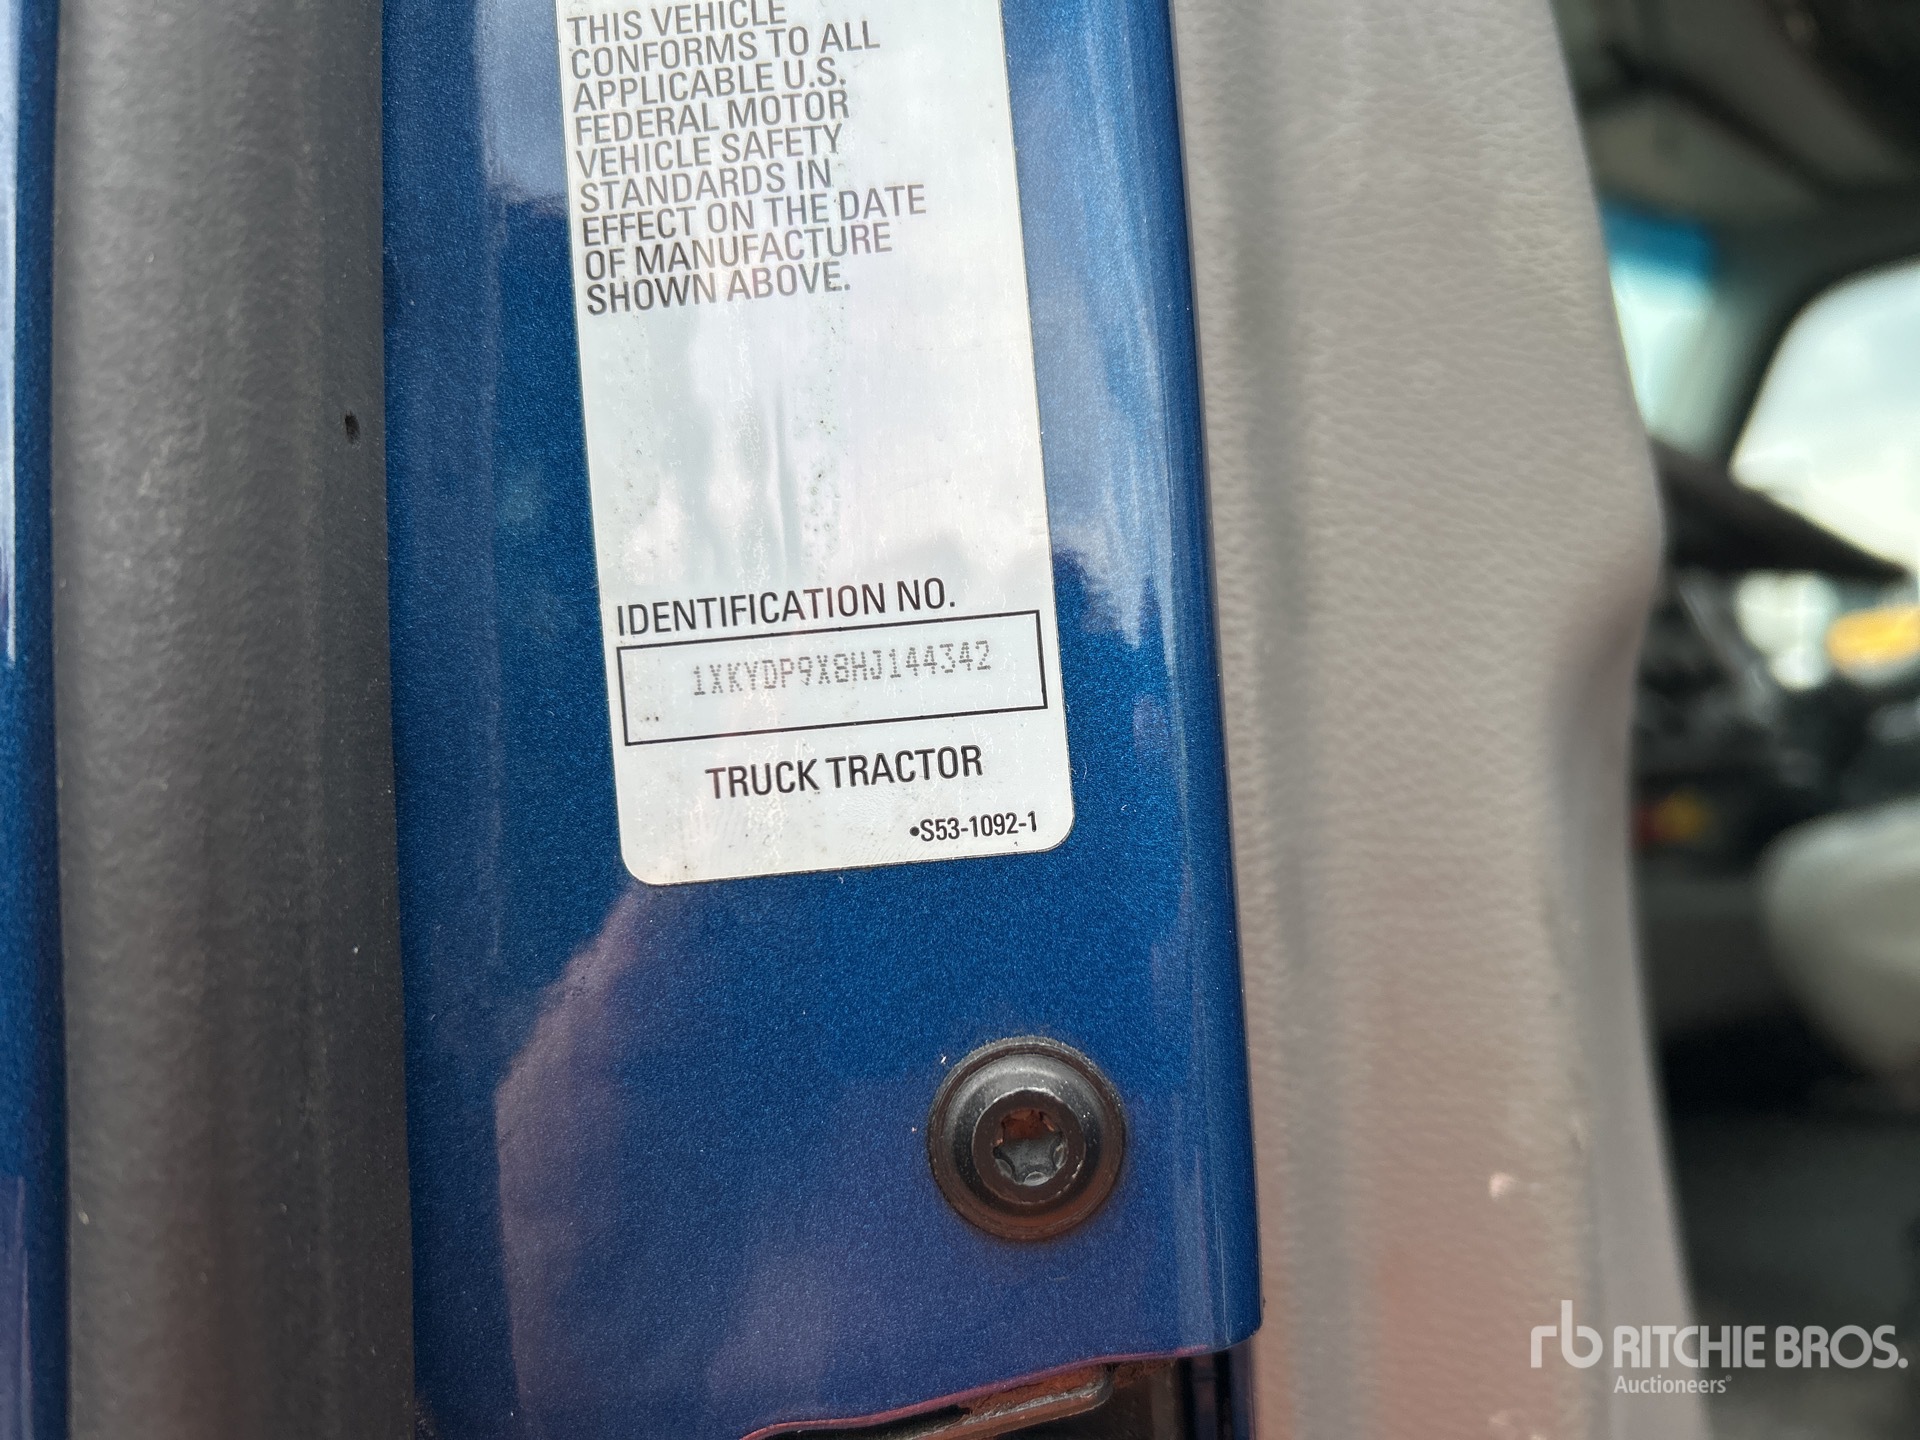 THIS VEHICLE
CONFORMS TO ALL
APPLICABLE U.S.
FEDERAL MOTOR
VEHICLE SAFETY
STANDARDS IN
EFFECT ON THE DATE
OF MANUFACTURE
SHOWN ABOVE.
IDENTIFICATION NO.
1XKYDP9X8HJ144342
TRUCK TRACTOR
•S53-1092-1
rb RITCHIE BROS.
Auctioneers®